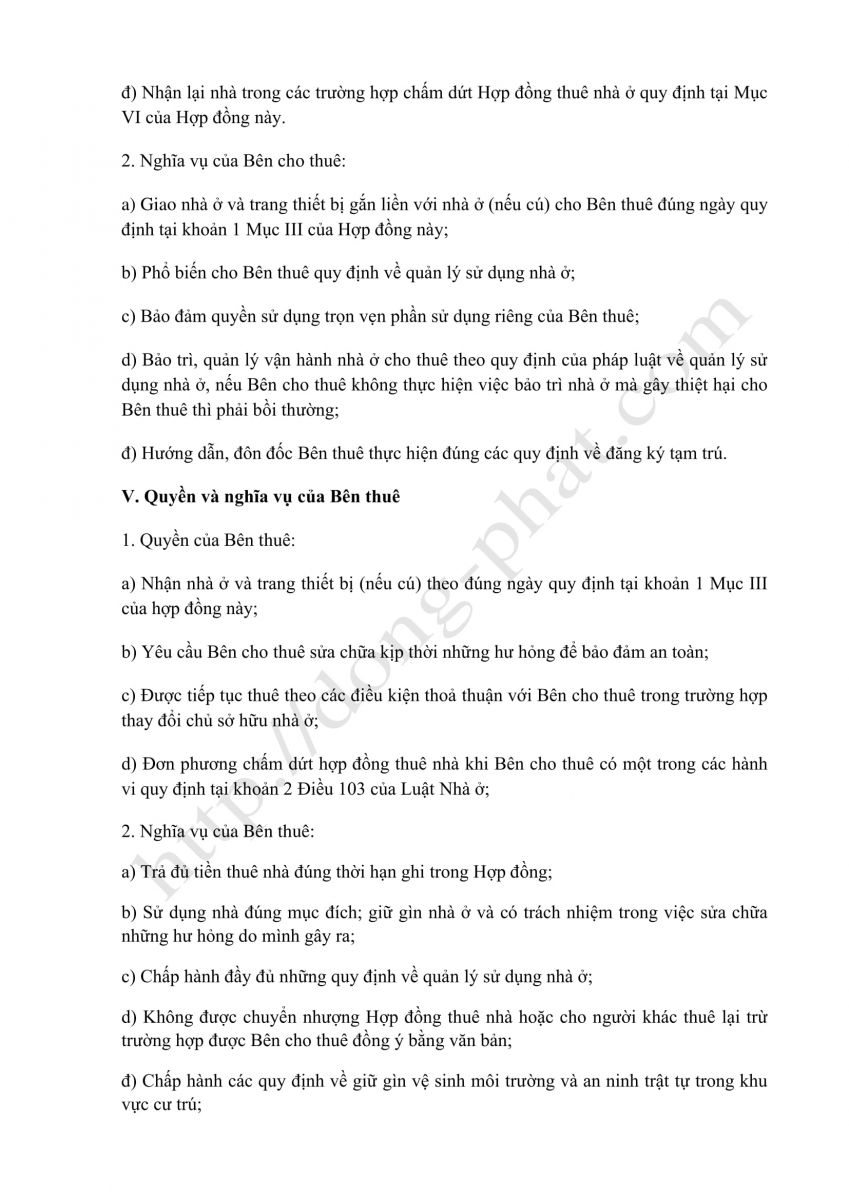 đ) Nhận lại nhà trong các trường hợp chấm dứt Hợp đồng thuê nhà ở quy định tại Mục
VI của Hợp đồng này.
2. Nghĩa vụ của Bên cho thuê:
a) Giao nhà ở và trang thiết bị gắn liền với nhà ở (nếu cú) cho Bên thuê đúng ngày quy
định tại khoản 1 Mục III của Hợp đồng này;
b) Phổ biến cho Bên thuê quy định về quản lý sử dụng nhà ở;
c) Bảo đảm quyền sử dụng trọn vẹn phần sử dụng riêng của Bên thuê;
d) Bảo trì, quản lý vận hành nhà ở cho thuê theo quy định của pháp luật về quản lý sử
dụng nhà ở, nếu Bên cho thuê không thực hiện việc bảo trì nhà ở mà gây thiệt hại cho
Bên thuê thì phải bồi thường;
đ) Hướng dẫn, đôn đốc Bên thuê thực hiện đúng các quy định về đăng ký tạm trú.
V. Quyền và nghĩa vụ của Bên thuê
1. Quyền của Bên thuê:
a) Nhận nhà ở và trang thiết bị (nếu cú) theo đúng ngày quy định tại khoản 1 Mục III
của hợp đồng này;
b) Yêu cầu Bên cho thuê sửa chữa kịp thời những hư hỏng để bảo đảm an toàn;
c) Được tiếp tục thuê theo các điều kiện thoả thuận với Bên cho thuê trong trường hợp
thay đổi chủ sở hữu nhà ở;
d) Đơn phương chấm dứt hợp đồng thuê nhà khi Bên cho thuê có một trong các hành
vi quy định tại khoản 2 Điều 103 của Luật Nhà ở;
2. Nghĩa vụ của Bên thuê:
a) Trả đủ tiền thuê nhà đúng thời hạn ghi trong Hợp đồng;
b) Sử dụng nhà đúng mục đích; giữ gìn nhà ở và có trách nhiệm trong việc sửa chữa
những hư hỏng do mình gây ra;
c) Chấp hành đầy đủ những quy định về quản lý sử dụng nhà ở;
d) Không được chuyển nhượng Hợp đồng thuê nhà hoặc cho người khác thuê lại trừ
trường hợp được Bên cho thuê đồng ý bằng văn bản;
đ) Chấp hành các quy định về giữ gìn vệ sinh môi trường và an ninh trật tự trong khu
vực cư trú;
http://dong-phat.com